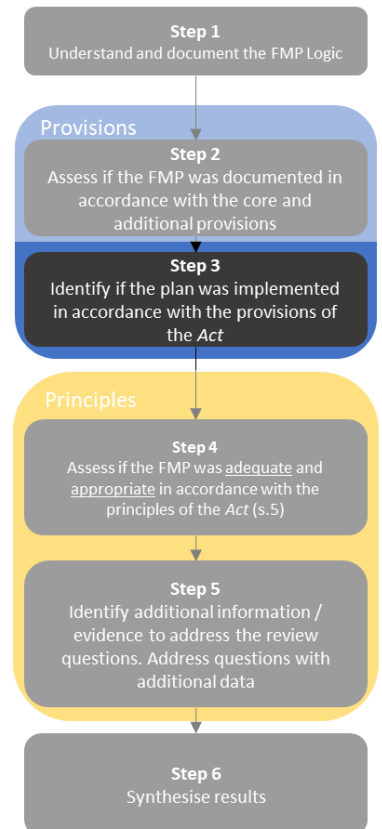 Step 1
Understand and document the FMP Logic
Provisions
Step 2
Assess if the FMP was documented in
accordance with the core and
additional provisions
Step 3
Identify if the plan was implemented
in accordance with the provisions of
the Act
Principles
Step 4
Assess if the FMP was adequate and
appropriate in accordance with the
principles of the Act (s.5)
Step 5
Identify additional information /
evidence to address the review
questions. Address questions with
additional data
Step 6
Synthesise results